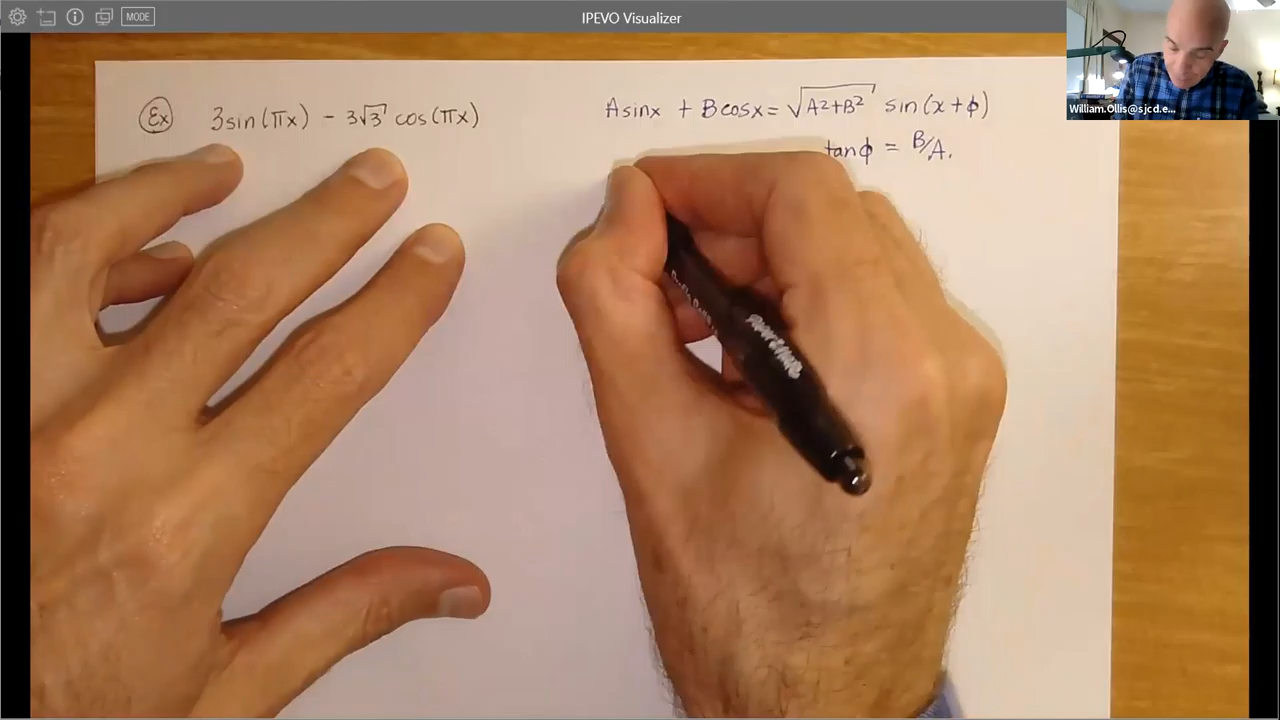 MODE
IPEVO Visualizer
Ex 3sin(πx) - 3√3 cos(πx)
Asinx + Bcosx = √A²+B² sin(x+ϕ)
tanϕ = B/A.
William.Ollis@sjcd.e...